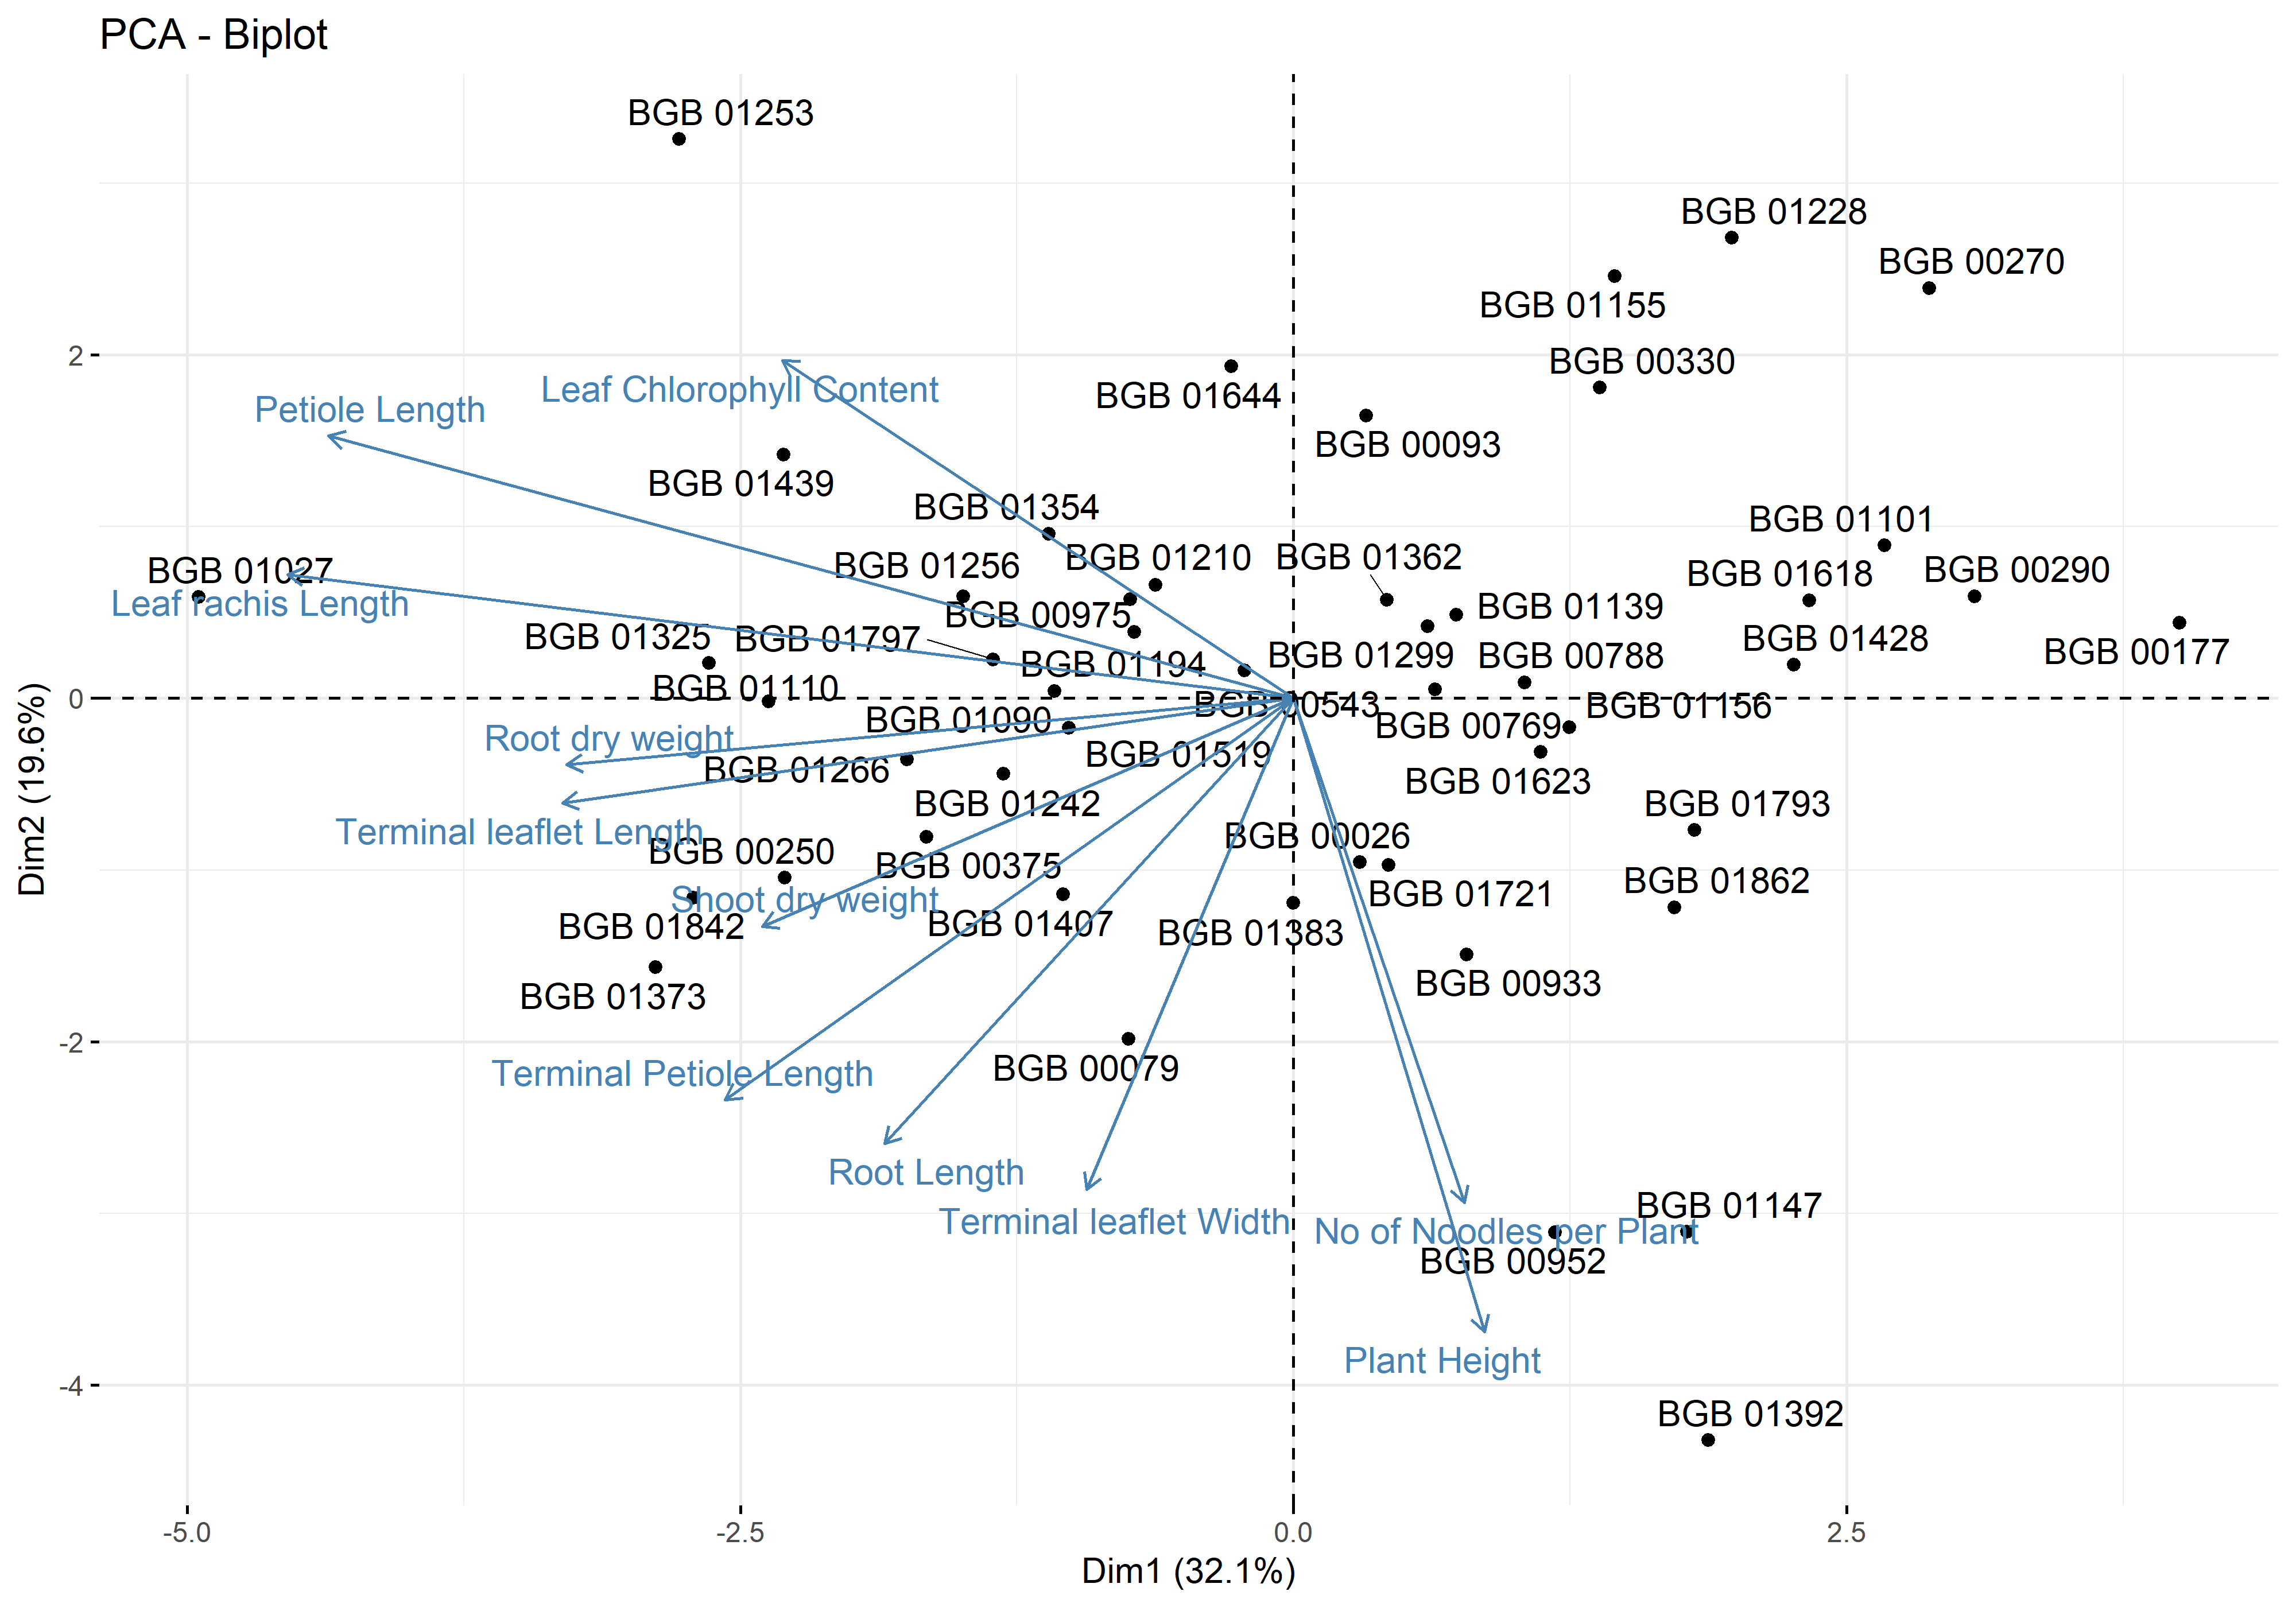 PCA - Biplot
BGB 01253
BGB 01228
BGB 00270
BGB 01155
2
BGB 00330
Leaf Chlorophyll Content
BGB 01644
Petiole Length
BGB 00093
BGB 01439
BGB 01354
BGB 01101
BGB 01210
BGB 01362
BGB 01256
BGB 01027
BGB 01618
BGB 00290
Leaf rachis Length
BGB 00975
BGB 01139
BGB 01325
BGB 01797
BGB 01428
BGB 00177
BGB 01194
BGB 01299
BGB 00788
BGB 01110
0
BGB 00543
BGB 01156
BGB 01090
BGB 00769
Root dry weight
BGB 01519
BGB 01266
BGB 01623
BGB 01242
BGB 01793
Terminal leaflet Length
BGB 00026
BGB 00250
BGB 00375
BGB 01862
Shoot dry weight
BGB 01721
BGB 01842
BGB 01407
BGB 01383
BGB 00933
BGB 01373
-2
BGB 00079
Terminal Petiole Length
Root Length
BGB 01147
Terminal leaflet Width
No of Noodles per Plant
BGB 00952
Plant Height
-4
BGB 01392
-5.0
-2.5
0.0
2.5
Dim1 (32.1%)
Dim2 (19.6%)